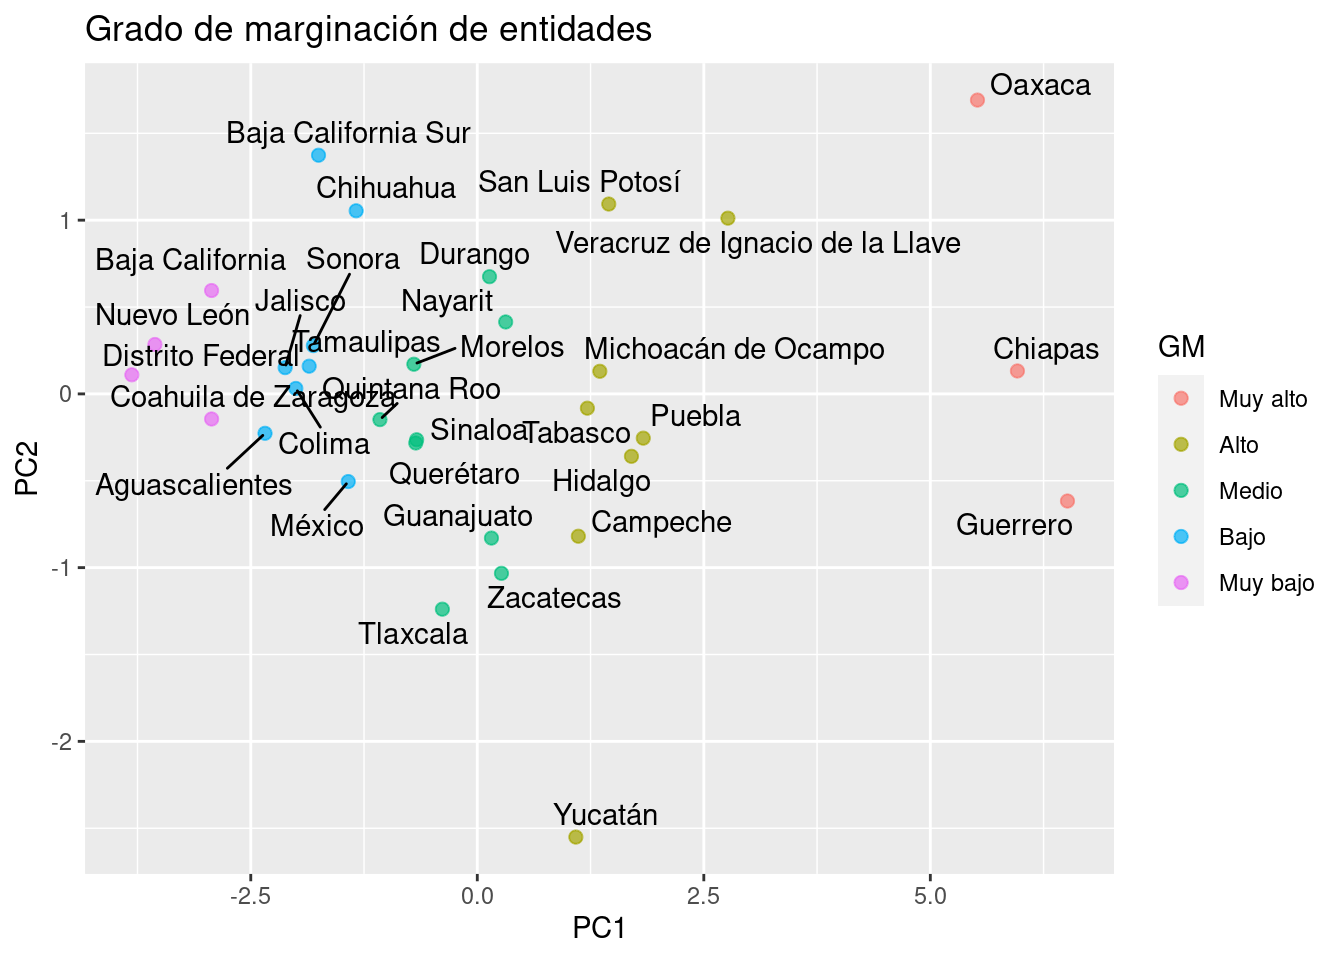 Grado de marginación de entidades
Oaxaca
Baja California Sur
Chihuahua
San Luis Potosí
Veracruz de Ignacio de la Llave
Baja California
Sonora
Durango
Jalisco
Nayarit
Nuevo León
Tamaulipas
Morelos
Michoacán de Ocampo
Chiapas
Distrito Federal
Quintana Roo
Coahuila de Zaragoza
Puebla
Sinaloa
Tabasco
Colima
Querétaro
Hidalgo
Aguascalientes
México
Guanajuato
Campeche
Guerrero
Zacatecas
Tlaxcala
Yucatán
1
0
-1
-2
PC2
-2.5
0.0
2.5
5.0
PC1
GM
Muy alto
Alto
Medio
Bajo
Muy bajo